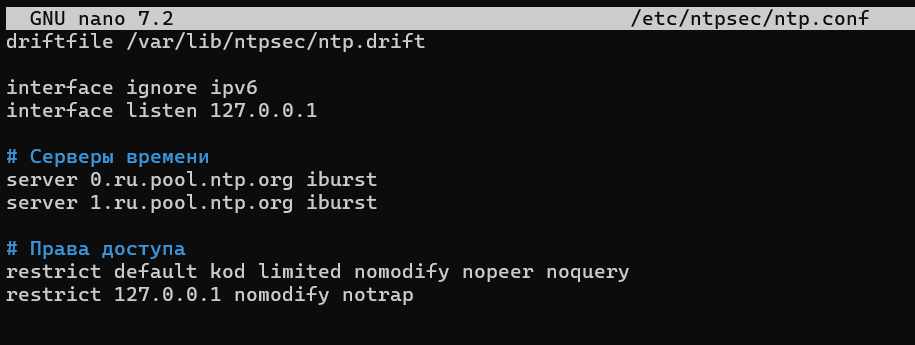 GNU nano 7.2 /etc/ntpsec/ntp.conf
driftfile /var/lib/ntpsec/ntp.drift
interface ignore ipv6
interface listen 127.0.0.1
# Серверы времени
server 0.ru.pool.ntp.org iburst
server 1.ru.pool.ntp.org iburst
# Права доступа
restrict default kod limited nomodify nopeer noquery
restrict 127.0.0.1 nomodify notrap